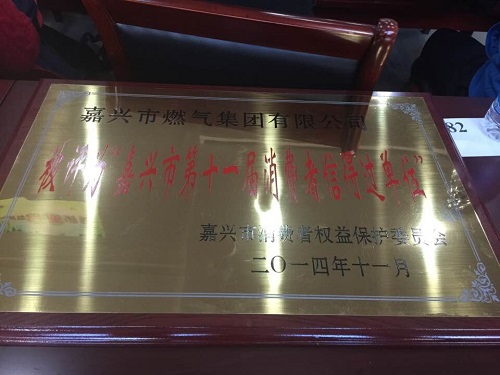 嘉兴市燃气集团有限公司
被评为"嘉兴市第十一届消费者信得过单位"
嘉兴市消费者权益保护委员会
二〇一四年十一月
82